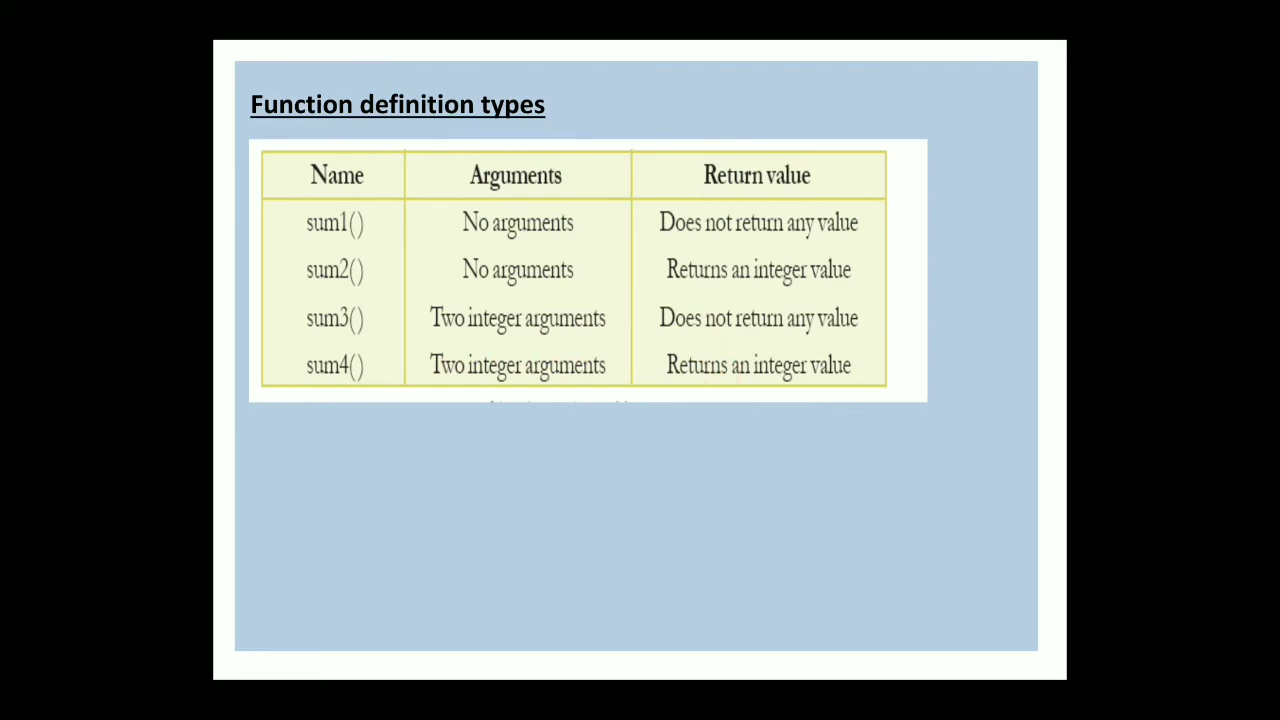 Function definition types
Name Arguments Return value
sum1() No arguments Does not return any value
sum2() No arguments Returns an integer value
sum3() Two integer arguments Does not return any value
sum4() Two integer arguments Returns an integer value